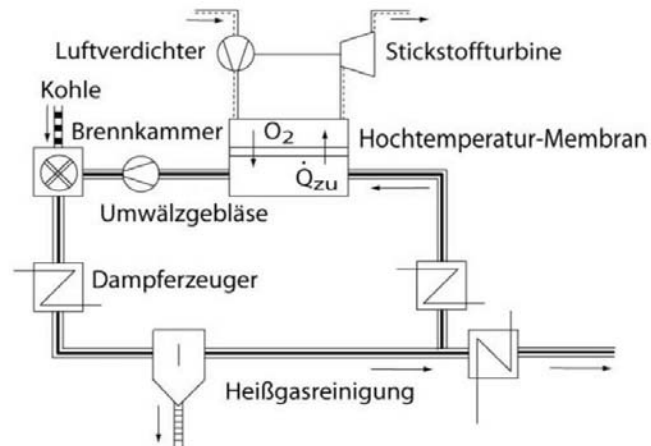 Luftverdichter
Stickstoffturbine
Kohle
Brennkammer
O2
Hochtemperatur-Membran
Q̇zu
Umwälzgebläse
Dampferzeuger
Heißgasreinigung